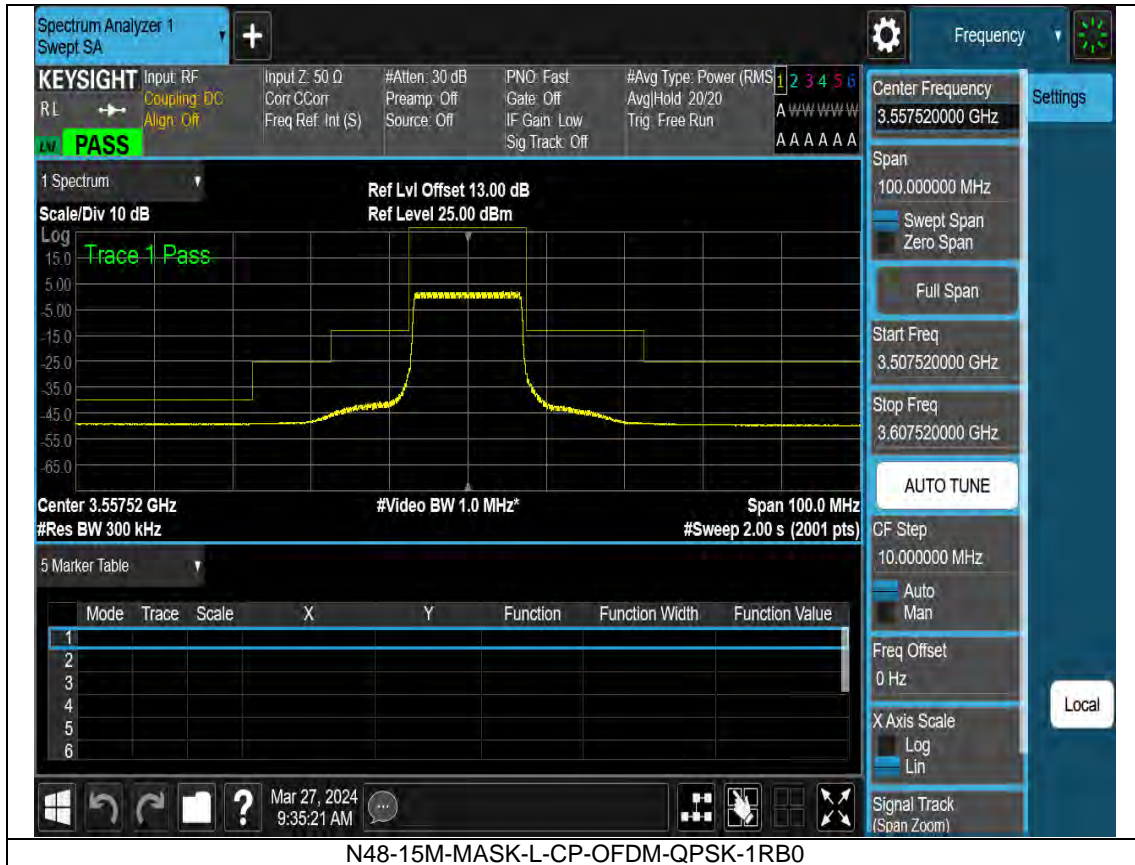 Spectrum Analyzer 1
Swept SA
Frequency
KEYSIGHT
Input: RF
Input Z: 50 Ω
#Atten: 30 dB
PNO: Fast
#Avg Type: Power (RMS
1 2 3 4 5 6
R L
Coupling: DC
Corr CCorr
Preamp: Off
Gate: Off
Avg|Hold: 20/20
A W W W W W
Align: Off
Freq Ref: Int (S)
Source: Off
IF Gain: Low
Trig: Free Run
PASS
Sig Track: Off
A A A A A A
Center Frequency
3.557520000 GHz
Settings
1 Spectrum
Ref Lvl Offset 13.00 dB
Scale/Div 10 dB
Ref Level 25.00 dBm
Log
Trace 1 Pass
15.0
5.00
-5.00
-15.0
-25.0
-35.0
-45.0
-55.0
-65.0
Center 3.55752 GHz
#Video BW 1.0 MHz*
Span 100.0 MHz
#Res BW 300 kHz
#Sweep 2.00 s (2001 pts)
Span
100.000000 MHz
Swept Span
Zero Span
Full Span
Start Freq
3.507520000 GHz
Stop Freq
3.607520000 GHz
AUTO TUNE
CF Step
10.000000 MHz
Auto
Man
Freq Offset
0 Hz
X Axis Scale
Log
Lin
Signal Track
(Span Zoom)
Local
5 Marker Table
Mode Trace Scale X Y Function Function Width Function Value
1
2
3
4
5
6
?
Mar 27, 2024
9:35:21 AM
N48-15M-MASK-L-CP-OFDM-QPSK-1RB0